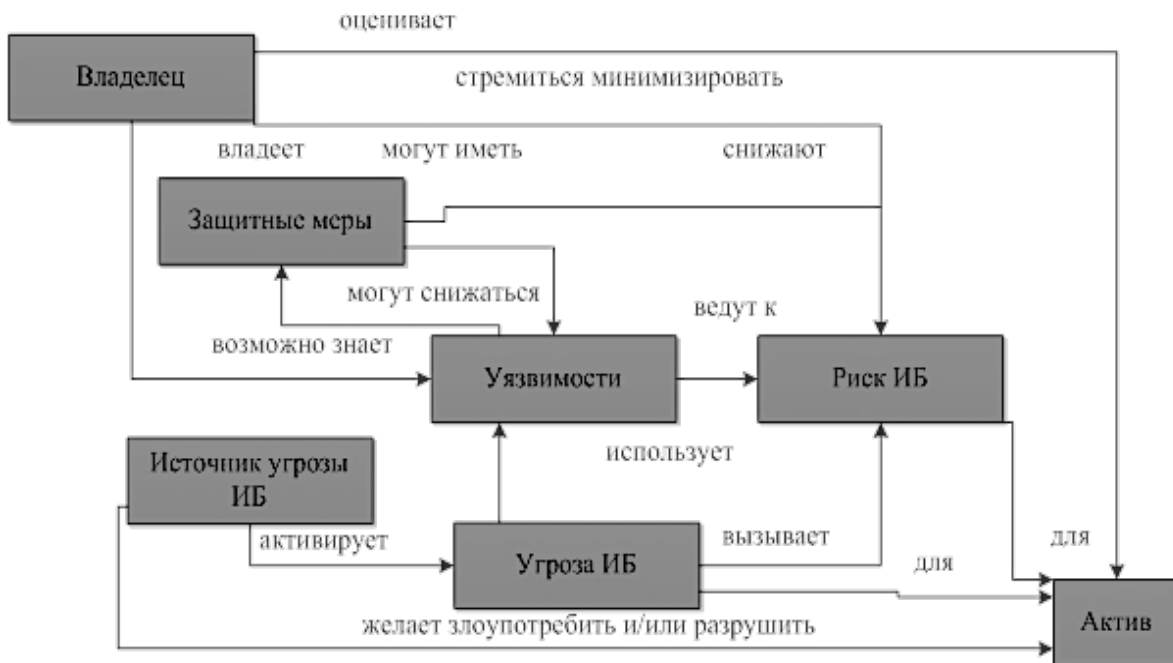 оценивает
Владелец
стремиться минимизировать
владеет
могут иметь
снижают
Защитные меры
могут снижаться
ведут к
возможно знает
Уязвимости
Риск ИБ
использует
Источник угрозы
ИБ
активирует
Угроза ИБ
вызывает
для
для
желает злоупотребить и/или разрушить
Актив